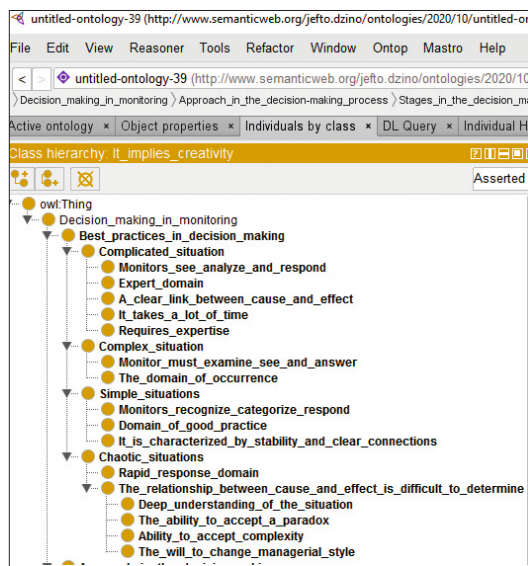 untitled-ontology-39 (http://www.semanticweb.org/jefto.dzino/ontologies/2020/10/untitled-on
File Edit View Reasoner Tools Refactor Window Ontop Mastro Help
< > untitled-ontology-39 (http://www.semanticweb.org/jefto.dzino/ontologies/2020/10
Decision_making_in_monitoring Approach_in_the_decision-making_process Stages_in_the_decision_ma
Active ontology × Object properties × Individuals by class × DL Query × Individual H
Class hierarchy: It_implies_creativity
Asserted
owl:Thing
Decision_making_in_monitoring
Best_practices_in_decision_making
Complicated_situation
Monitors_see_analyze_and_respond
Expert_domain
A_clear_link_between_cause_and_effect
It_takes_a_lot_of_time
Requires_expertise
Complex_situation
Monitor_must_examine_see_and_answer
The_domain_of_occurrence
Simple_situations
Monitors_recognize_categorize_respond
Domain_of_good_practice
It_is_characterized_by_stability_and_clear_connections
Chaotic_situations
Rapid_response_domain
The_relationship_between_cause_and_effect_is_difficult_to_determine
Deep_understanding_of_the_situation
The_ability_to_accept_a_paradox
Ability_to_accept_complexity
The_will_to_change_managerial_style